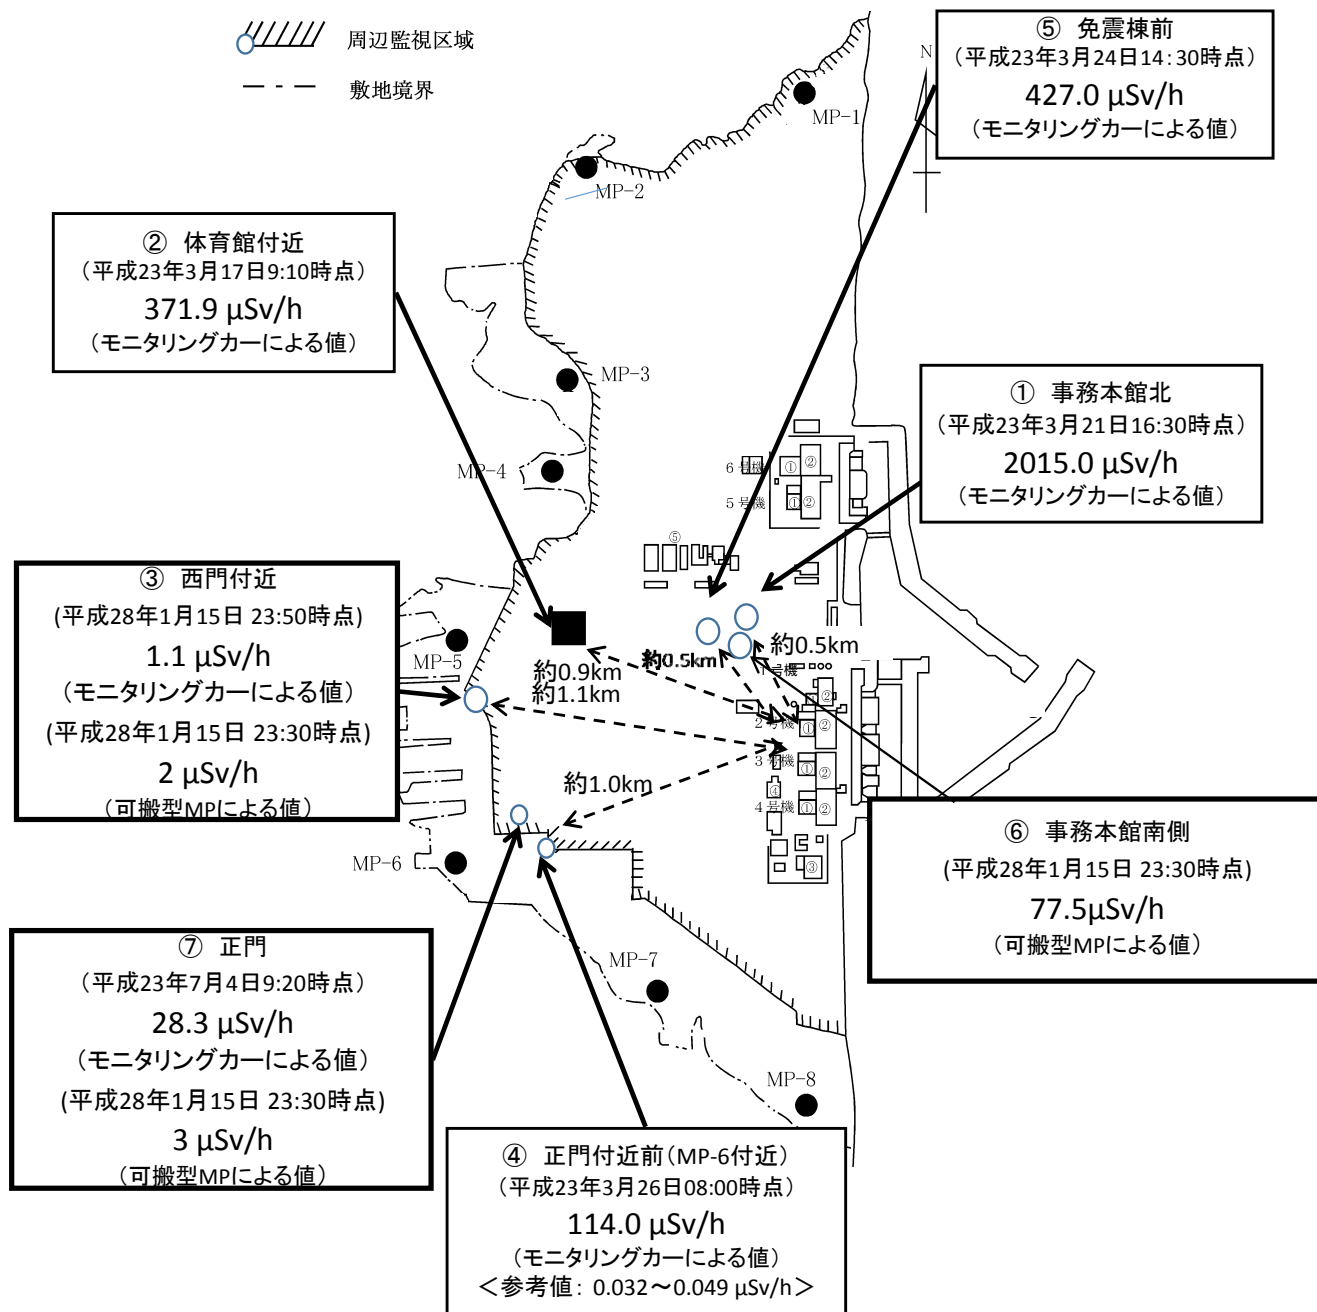 周辺監視区域
敷地境界
⑤ 免震棟前
（平成23年3月24日14:30時点）
427.0 μSv/h
（モニタリングカーによる値）
N
MP-1
MP-2
② 体育館付近
（平成23年3月17日9:10時点）
371.9 μSv/h
（モニタリングカーによる値）
MP-3
① 事務本館北
（平成23年3月21日16:30時点）
2015.0 μSv/h
（モニタリングカーによる値）
MP-4
6号機
① ②
5号機
① ②
⑤
③ 西門付近
(平成28年1月15日 23:50時点)
1.1 μSv/h
（モニタリングカーによる値）
(平成28年1月15日 23:30時点)
2 μSv/h
（可搬型MPによる値）
MP-5
約0.9km
約1.1km
約0.5km
約0.5km
1号機
②
2号機
① ②
3号機
① ②
④
4号機
① ②
③
約1.0km
MP-6
⑥ 事務本館南側
(平成28年1月15日 23:30時点)
77.5μSv/h
（可搬型MPによる値）
⑦ 正門
（平成23年7月4日9:20時点）
28.3 μSv/h
（モニタリングカーによる値）
(平成28年1月15日 23:30時点)
3 μSv/h
（可搬型MPによる値）
MP-7
MP-8
④ 正門付近前（MP-6付近）
（平成23年3月26日08:00時点）
114.0 μSv/h
（モニタリングカーによる値）
＜参考値： 0.032～0.049 μSv/h＞